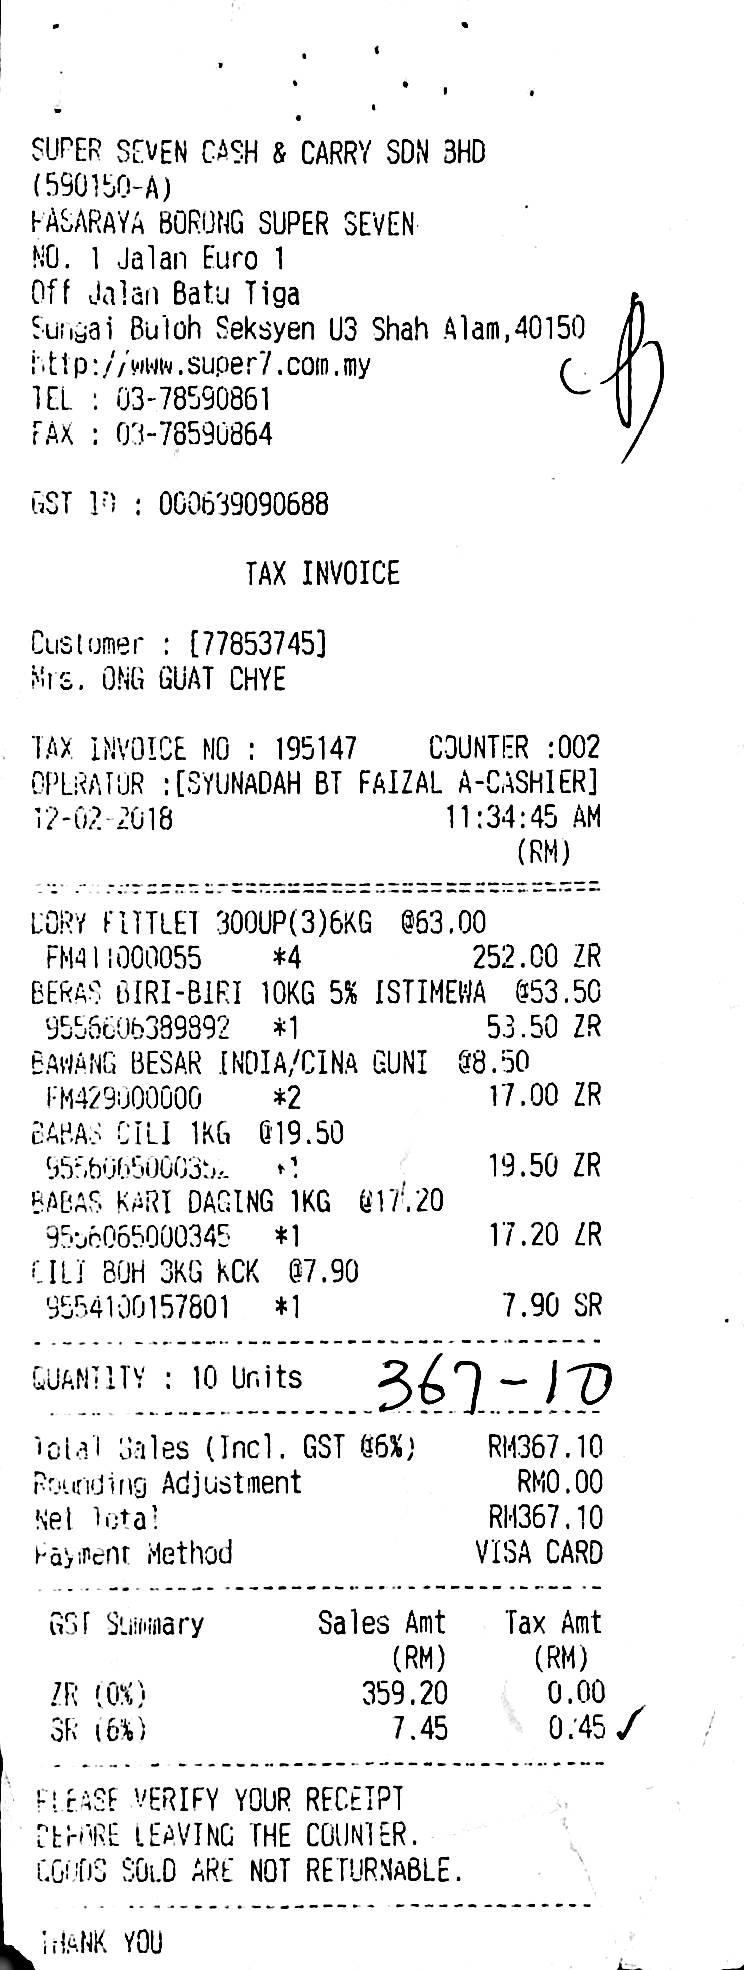 SUPER SEVEN CASH & CARRY SDN BHD
(590150-A)
PASARAYA BORONG SUPER SEVEN
NO. 1 Jalan Euro 1
Off Jalan Batu Tiga
Sungai Buloh Seksyen U3 Shah Alam,40150
http://www.super7.com.my
TEL : 03-78590861
FAX : 03-78590864
GST ID : 000639090688
TAX INVOICE
Customer : [77853745]
Mrs. ONG GUAT CHYE
TAX INVOICE NO : 195147 COUNTER :002
OPERATOR :[SYUNADAH BT FAIZAL A-CASHIER]
12-02-2018 11:34:45 AM
(RM)
DORY FITTLET 300UP(3)6KG @63.00
FM411000055 *4 252.00 ZR
BERAS BIRI-BIRI 10KG 5% ISTIMEWA @53.50
9556606389892 *1 53.50 ZR
BAWANG BESAR INDIA/CINA GUNI @8.50
FM429000000 *2 17.00 ZR
BABAS CILI 1KG @19.50
*1 19.50 ZR
BABAS KARI DAGING 1KG @17.20
9556065000345 *1 17.20 ZR
CILI BOH 3KG KCK @7.90
9554100157801 *1 7.90 SR
QUANTITY : 10 Units 367-10
Total Sales (Incl. GST @6%) RM367.10
Rounding Adjustment RM0.00
Net Total RM367.10
Payment Method VISA CARD
GST Summary Sales Amt Tax Amt
(RM) (RM)
ZR (0%) 359.20 0.00
SR (6%) 7.45 0.45 ✓
PLEASE VERIFY YOUR RECEIPT
BEFORE LEAVING THE COUNTER.
GOODS SOLD ARE NOT RETURNABLE.
THANK YOU